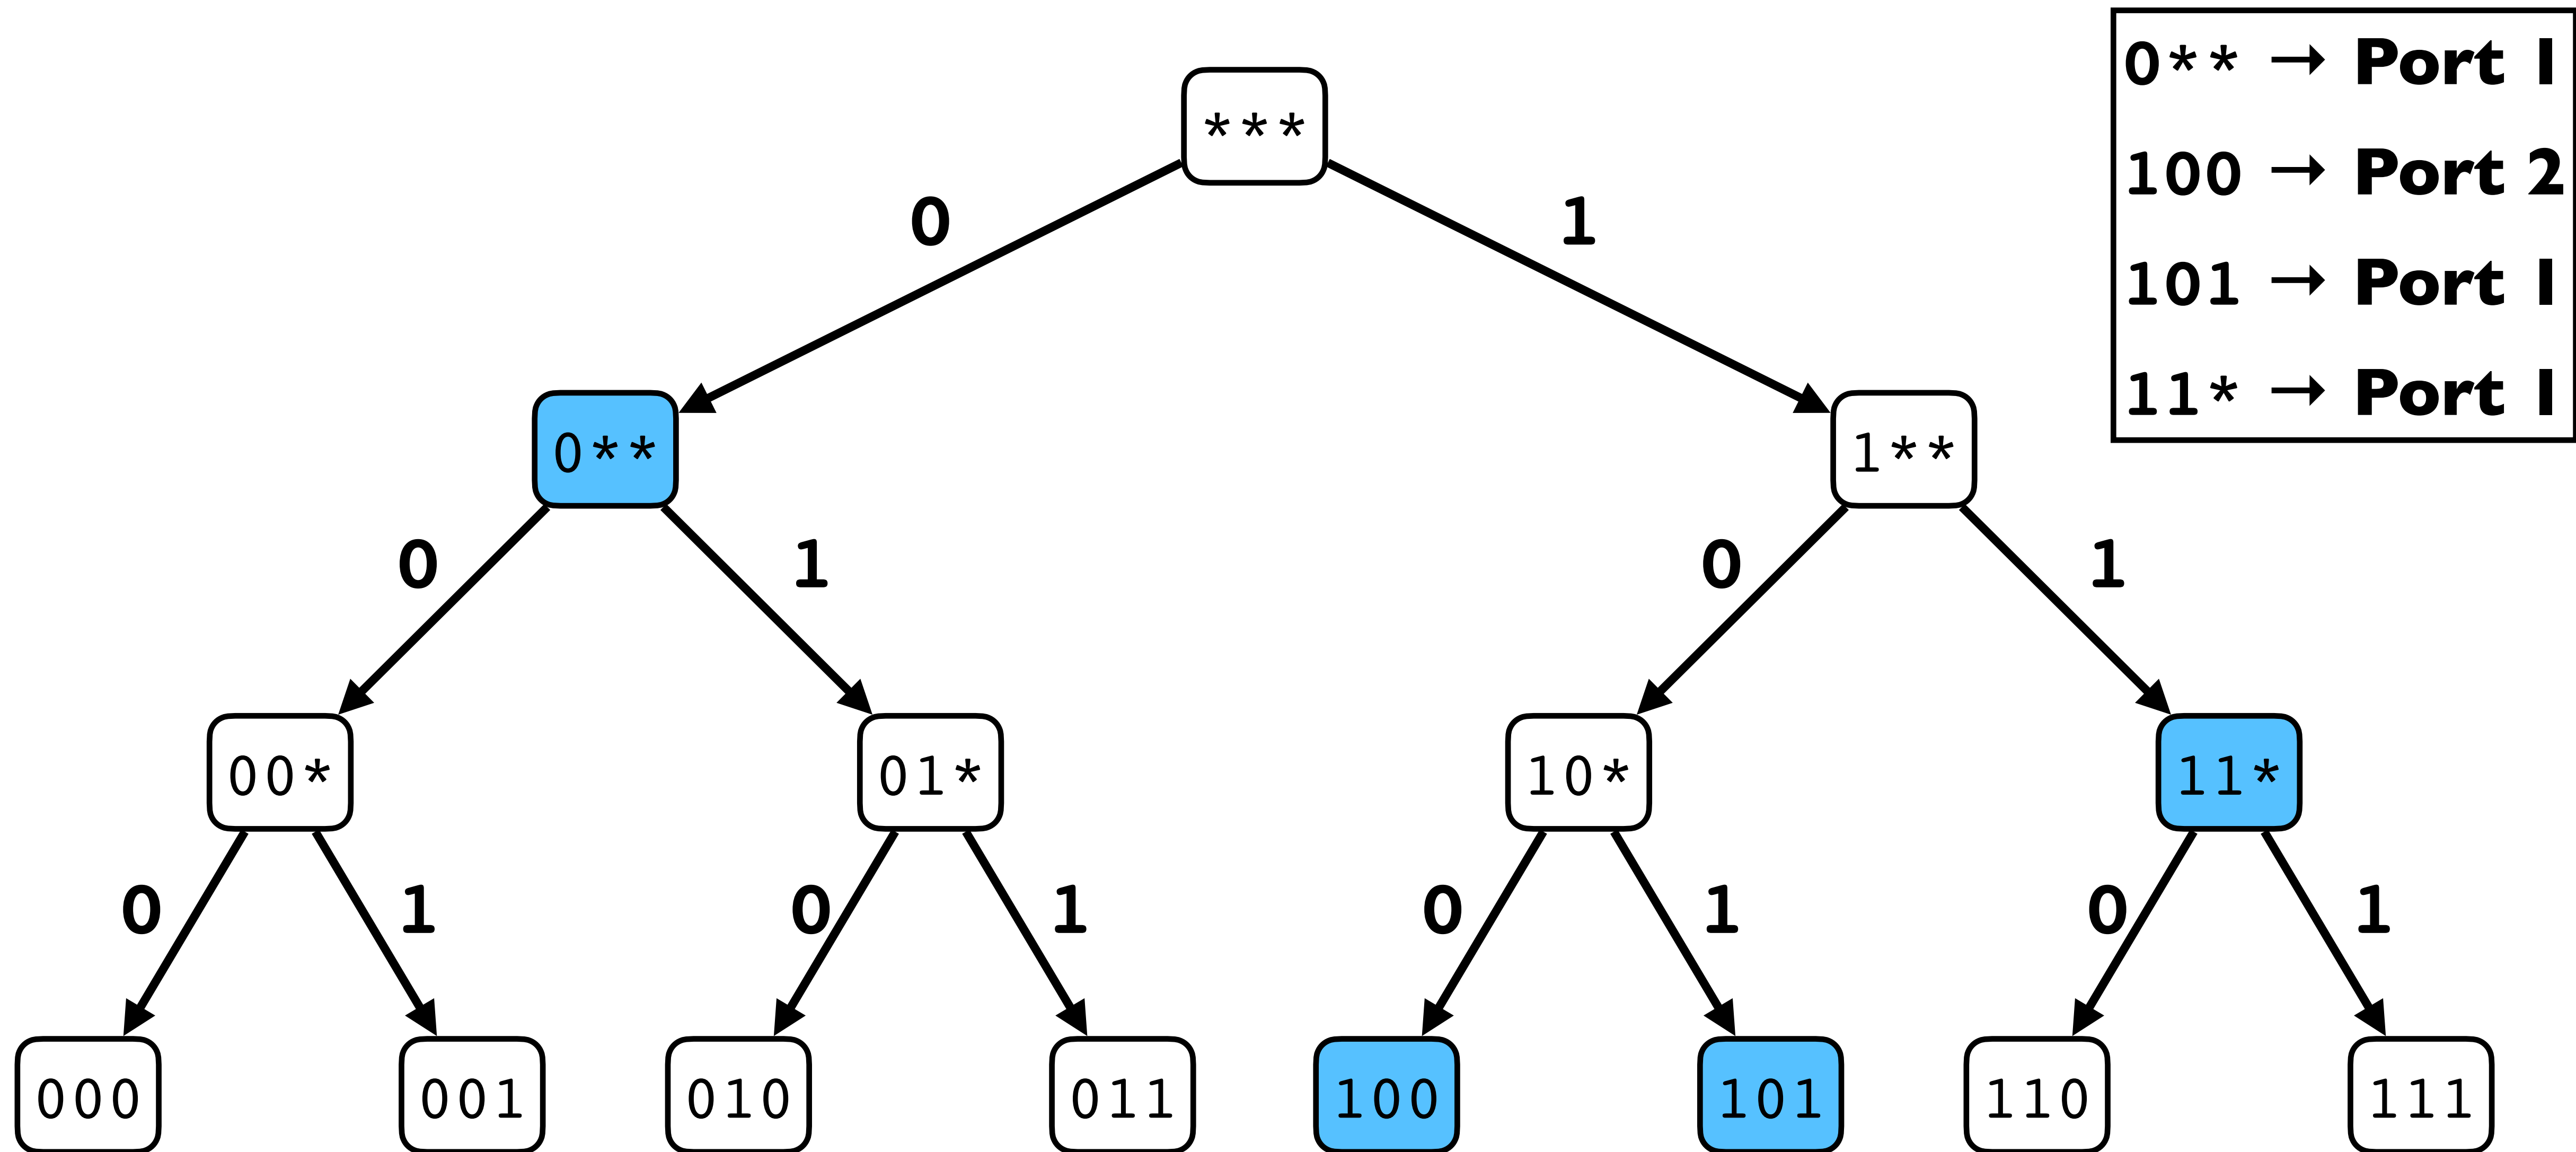 0** → Port 1
100 → Port 2
101 → Port 1
11* → Port 1
***
0 1
0** 1**
0 1 0 1
00* 01* 10* 11*
0 1 0 1 0 1 0 1
000 001 010 011 100 101 110 111